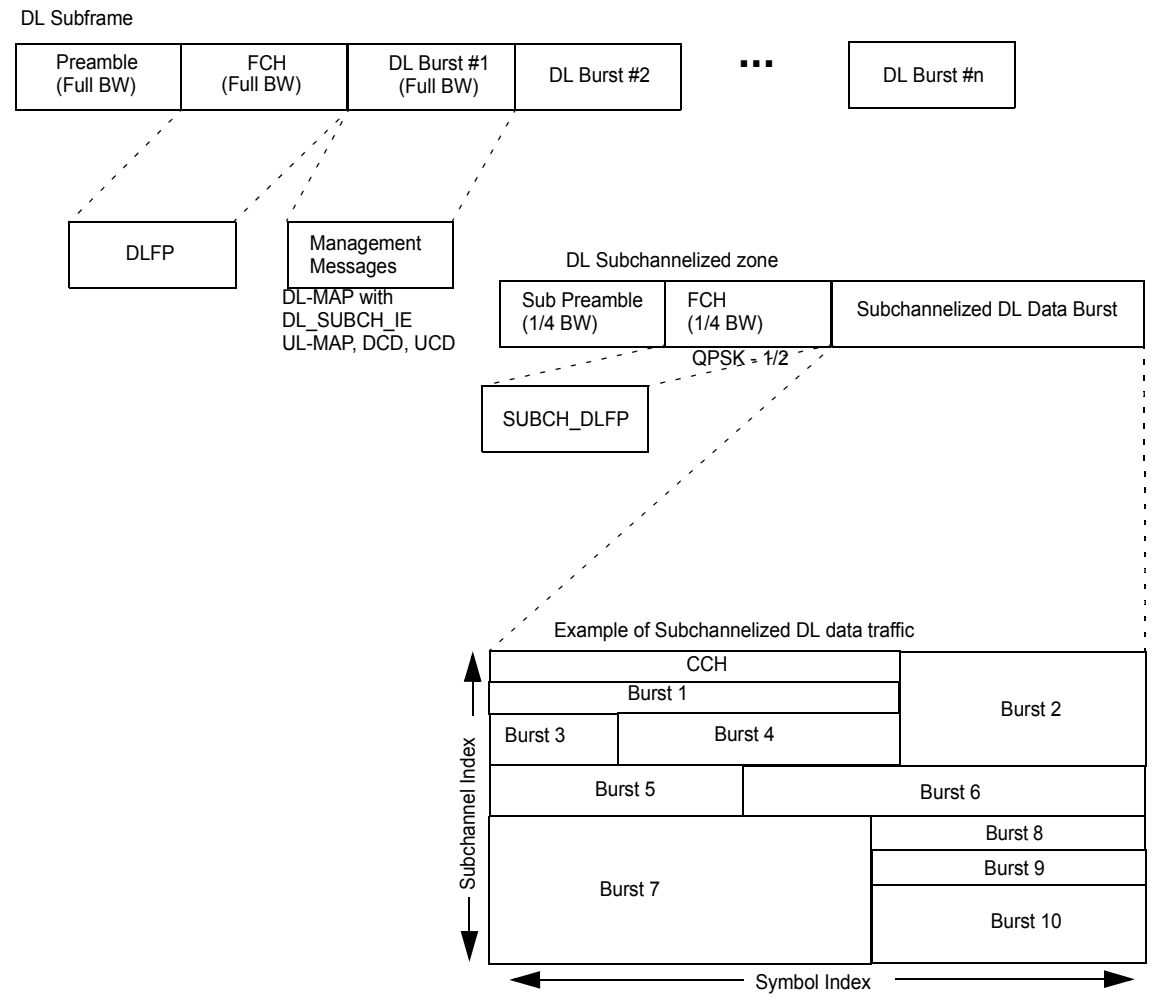 DL Subframe
Preamble
(Full BW)
FCH
(Full BW)
DL Burst #1
(Full BW)
DL Burst #2
...
DL Burst #n
DLFP
Management
Messages
DL-MAP with
DL_SUBCH_IE
UL-MAP, DCD, UCD
DL Subchannelized zone
Sub Preamble
(1/4 BW)
FCH
(1/4 BW)
Subchannelized DL Data Burst
QPSK - 1/2
SUBCH_DLFP
Example of Subchannelized DL data traffic
CCH
Burst 1
Burst 2
Burst 3
Burst 4
Burst 5
Burst 6
Burst 7
Burst 8
Burst 9
Burst 10
Subchannel Index
Symbol Index